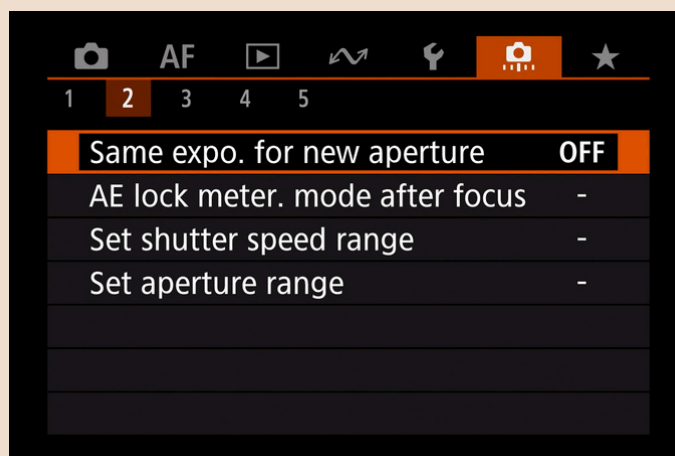 AF
1 2 3 4 5
Same expo. for new aperture OFF
AE lock meter. mode after focus -
Set shutter speed range -
Set aperture range -